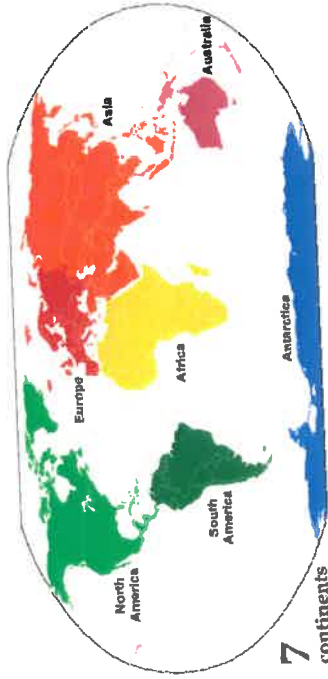 North
America
Europe
Asia
Africa
South
America
Australia
Antarctica
7
continents